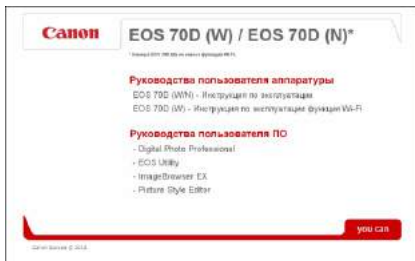 Canon
EOS 70D (W) / EOS 70D (N)*
Руководства пользователя аппаратуры
EOS 70D (W/N) - Инструкция по эксплуатации
EOS 70D (W) - Инструкция по эксплуатации функции Wi-Fi
Руководства пользователя ПО
- Digital Photo Professional
- EOS Utility
- ImageBrowser EX
- Picture Style Editor
you can